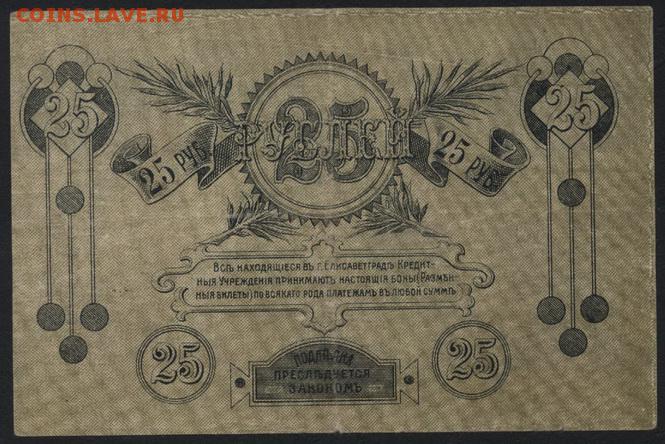 COINS.LAVE.RU
25
25
25
РУБЛЕЙ
25 РУБ.
25 РУБ.
ВСѢ НАХОДЯЩІЕСЯ ВЪ Г. ЕЛИСАВЕТГРАДѢ КРЕДИТ-
НЫЯ УЧРЕЖДЕНІЯ ПРИНИМАЮТЪ НАСТОЯЩІЯ БОНЫ (РАЗМѢН-
НЫЯ БИЛЕТЫ) ПО ВСЯКАГО РОДА ПЛАТЕЖАМЪ ВЪ ЛЮБОЙ СУММѢ
25
25
ПОДДѢЛКА
ПРЕСЛѢДУЕТСЯ
ЗАКОНОМЪ